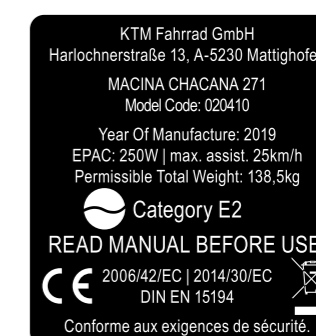 KTM Fahrrad GmbH
Harlochnerstraße 13, A-5230 Mattighofe
MACINA CHACANA 271
Model Code: 020410
Year Of Manufacture: 2019
EPAC: 250W | max. assist. 25km/h
Permissible Total Weight: 138,5kg
Category E2
READ MANUAL BEFORE USE
CE 2006/42/EC | 2014/30/EC
DIN EN 15194
Conforme aux exigences de sécurité.